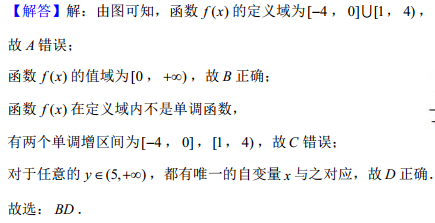 【解答】解：由图可知，函数 f(x) 的定义域为[−4， 0]⋃[1， 4)，
故 A 错误；
函数 f(x) 的值域为[0， +∞)，故 B 正确；
函数 f(x) 在定义域内不是单调函数，
有两个单调增区间为[−4， 0]，[1， 4)，故 C 错误；
对于任意的 y∈(5,+∞)，都有唯一的自变量 x 与之对应，故 D 正确．
故选：BD．